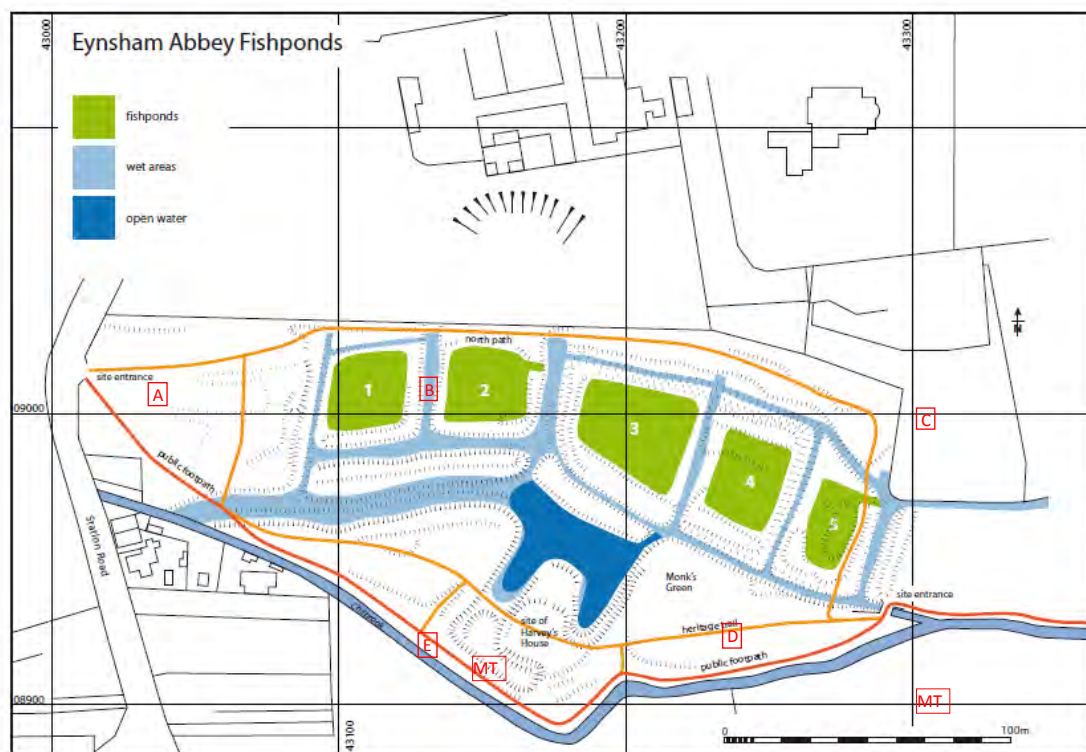 43000
43200
43300
Eynsham Abbey Fishponds
fishponds
wet areas
open water
N
north path
site entrance
A
1
B
2
3
C
09000
public footpath
4
5
Station Road
Monk's
Green
site entrance
Chilbrook
site of
Harvey's
House
heritage trail
D
E
public footpath
MT
MT
08900
43100
0
100m